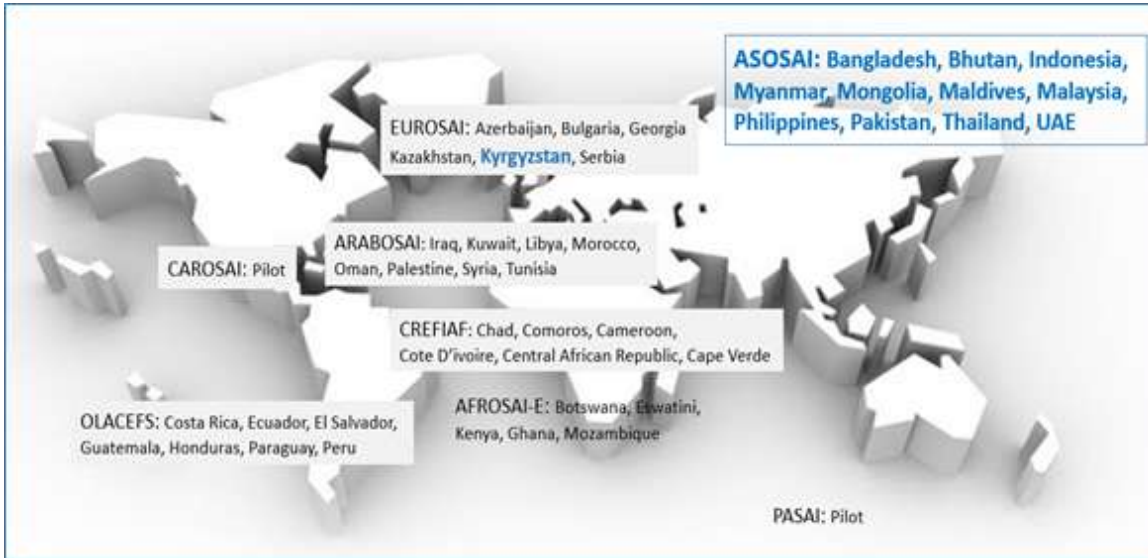 ASOSAI: Bangladesh, Bhutan, Indonesia,
Myanmar, Mongolia, Maldives, Malaysia,
Philippines, Pakistan, Thailand, UAE
EUROSAI: Azerbaijan, Bulgaria, Georgia
Kazakhstan, Kyrgyzstan, Serbia
ARABOSAI: Iraq, Kuwait, Libya, Morocco,
Oman, Palestine, Syria, Tunisia
CAROSAI: Pilot
CREFIAF: Chad, Comoros, Cameroon,
Cote D'ivoire, Central African Republic, Cape Verde
OLACEFS: Costa Rica, Ecuador, El Salvador,
Guatemala, Honduras, Paraguay, Peru
AFROSAI-E: Botswana, Eswatini,
Kenya, Ghana, Mozambique
PASAI: Pilot